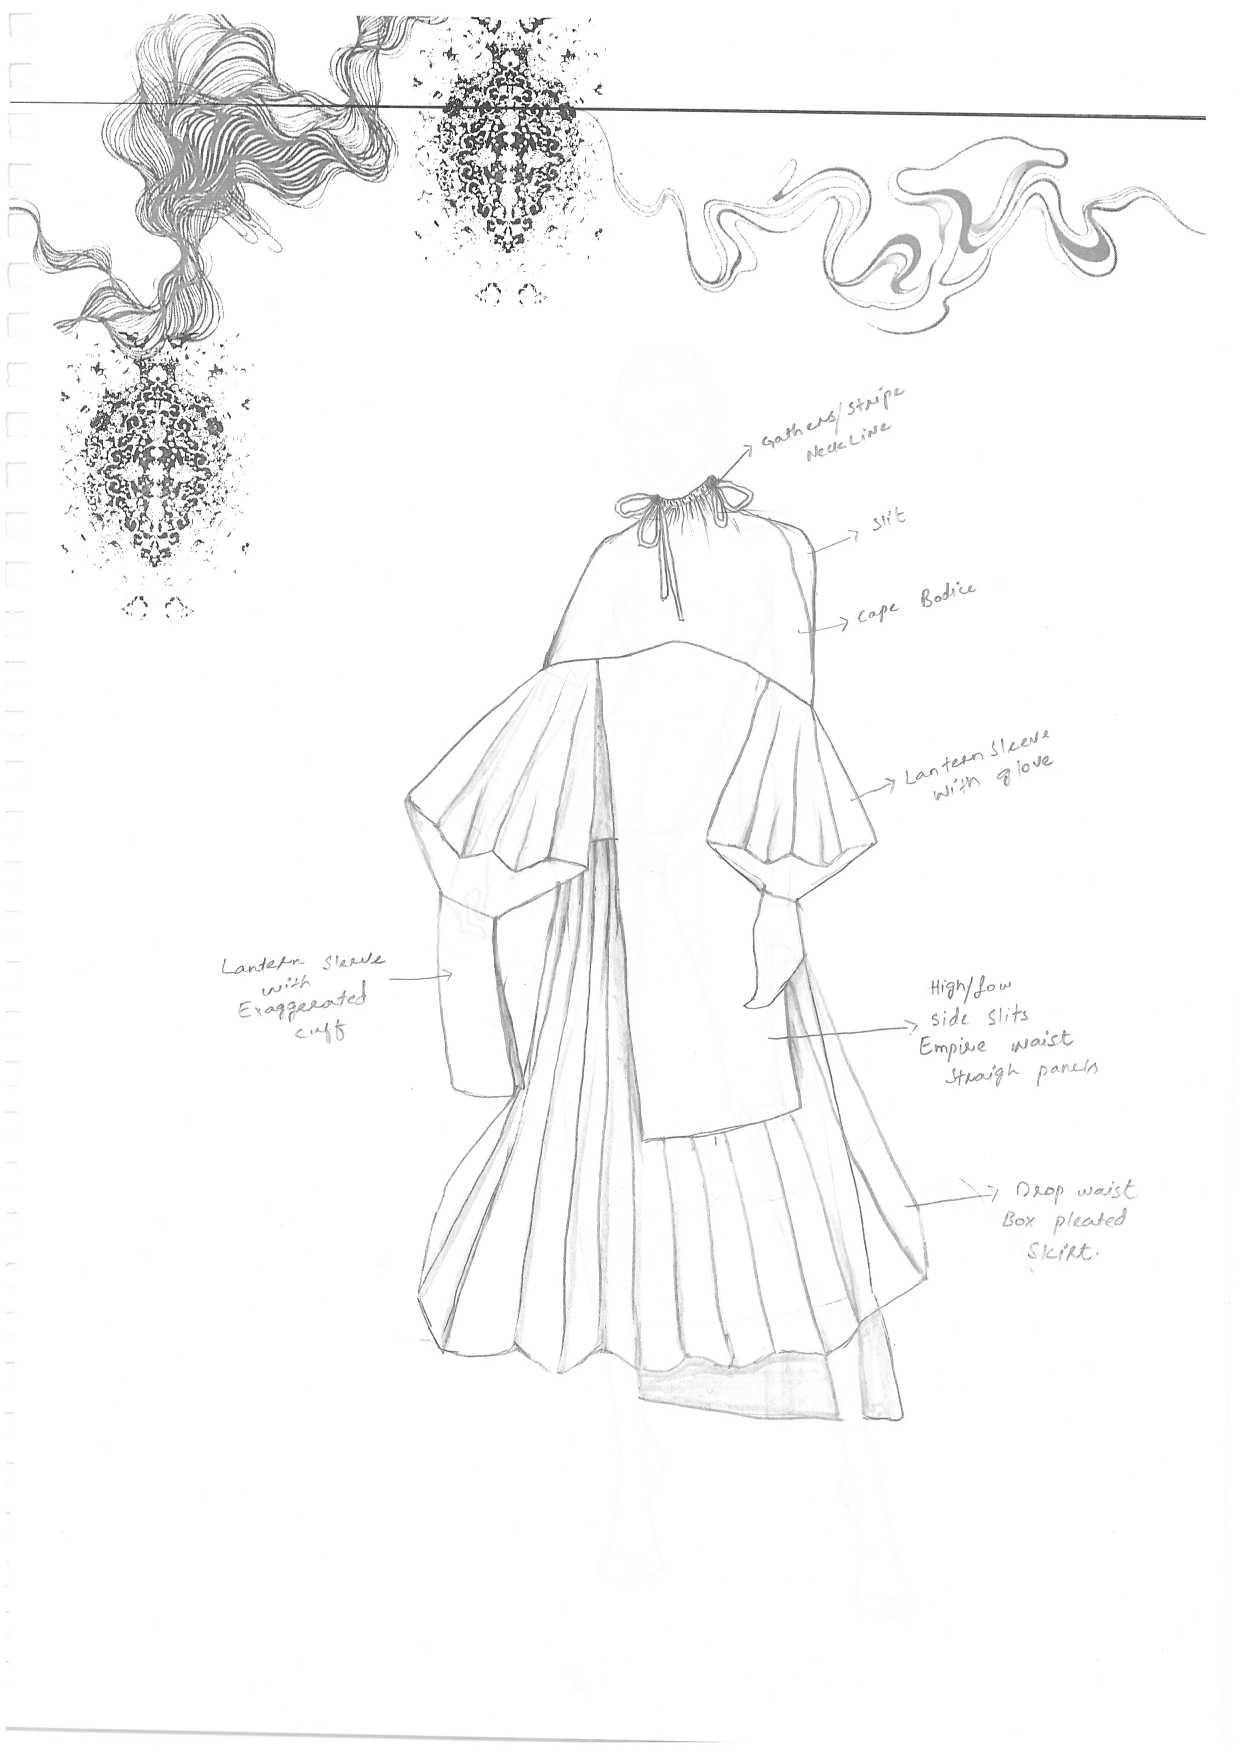 Gathers/Stripe
NeckLine
Slit
Cape Bodice
Lantern Sleeve
with glove
Lantern Sleeve
with
Exaggerated
cuff
High/Low
Side Slits
Empire waist
Straigh panels
Drop waist
Box pleated
Skirt.